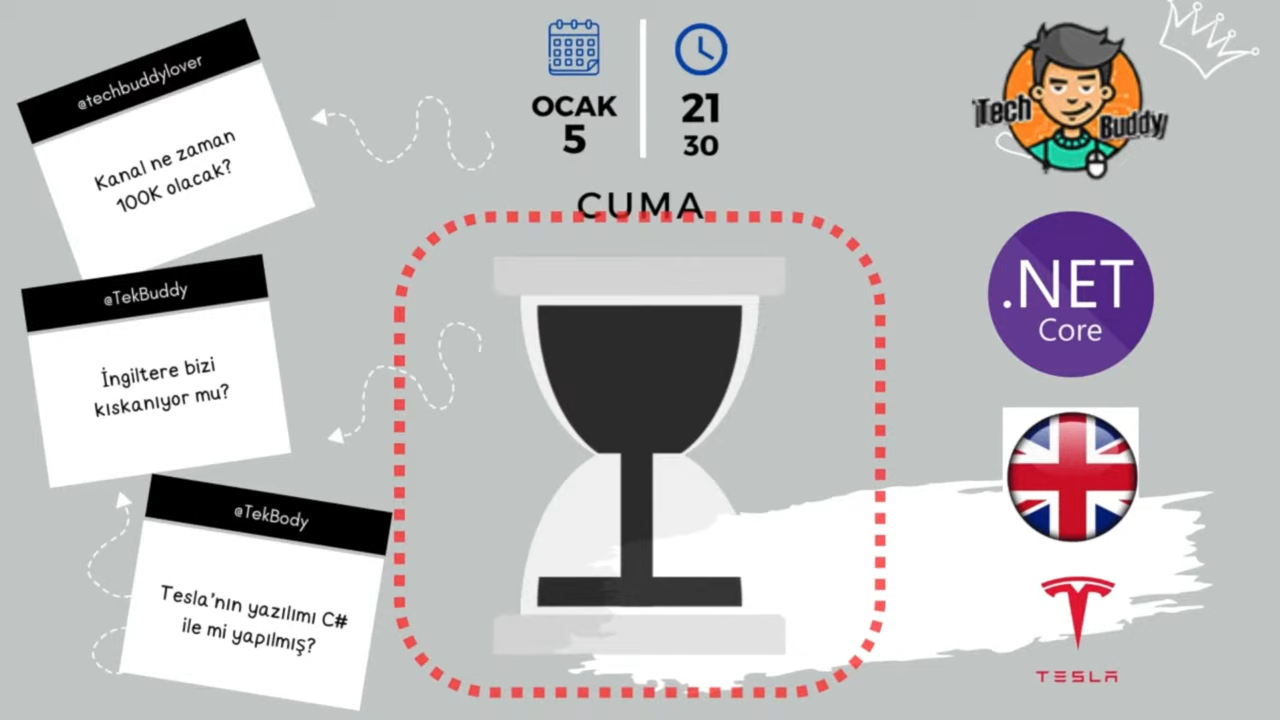 @techbuddylover
Kanal ne zaman
100K olacak?
@TekBuddy
İngiltere bizi
kıskanıyor mu?
@TekBody
Tesla'nın yazılımı C#
ile mi yapılmış?
OCAK
5
21
30
CUMA
Tech
Buddy
.NET
Core
TESLA